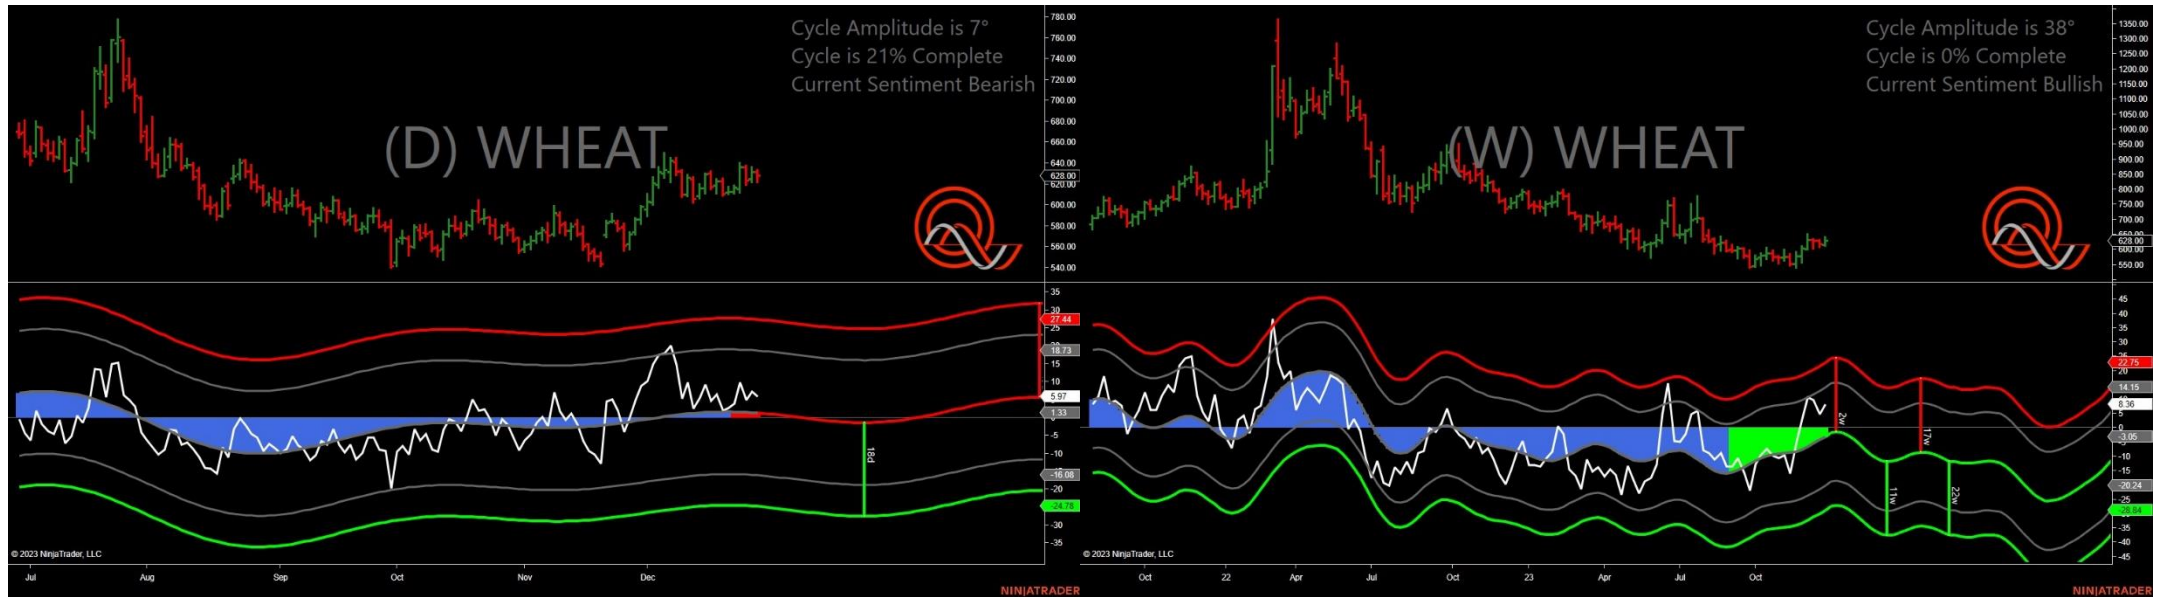 Cycle Amplitude is 7°
Cycle is 21% Complete
Current Sentiment Bearish
(D) WHEAT
780.00
760.00
740.00
720.00
700.00
680.00
660.00
640.00
628.00
620.00
600.00
580.00
560.00
540.00
35
30
27.44
25
18.73
15
10
5.97
1.33
-5
-10
-16.08
-20
-24.78
-30
-35
18d
© 2023 NinjaTrader, LLC
Jul
Aug
Sep
Oct
Nov
Dec
NINJATRADER
Cycle Amplitude is 38°
Cycle is 0% Complete
Current Sentiment Bullish
(W) WHEAT
1350.00
1300.00
1250.00
1200.00
1150.00
1100.00
1050.00
1000.00
950.00
900.00
850.00
800.00
750.00
700.00
628.00
600.00
550.00
45
40
35
30
25
22.75
20
14.15
10
8.36
5
0
-3.05
-10
-15
-20.24
-25
-28.84
-35
-40
-45
2w
17w
11w
22w
© 2023 NinjaTrader, LLC
Oct
22
Apr
Jul
Oct
23
Apr
Jul
Oct
NINJATRADER